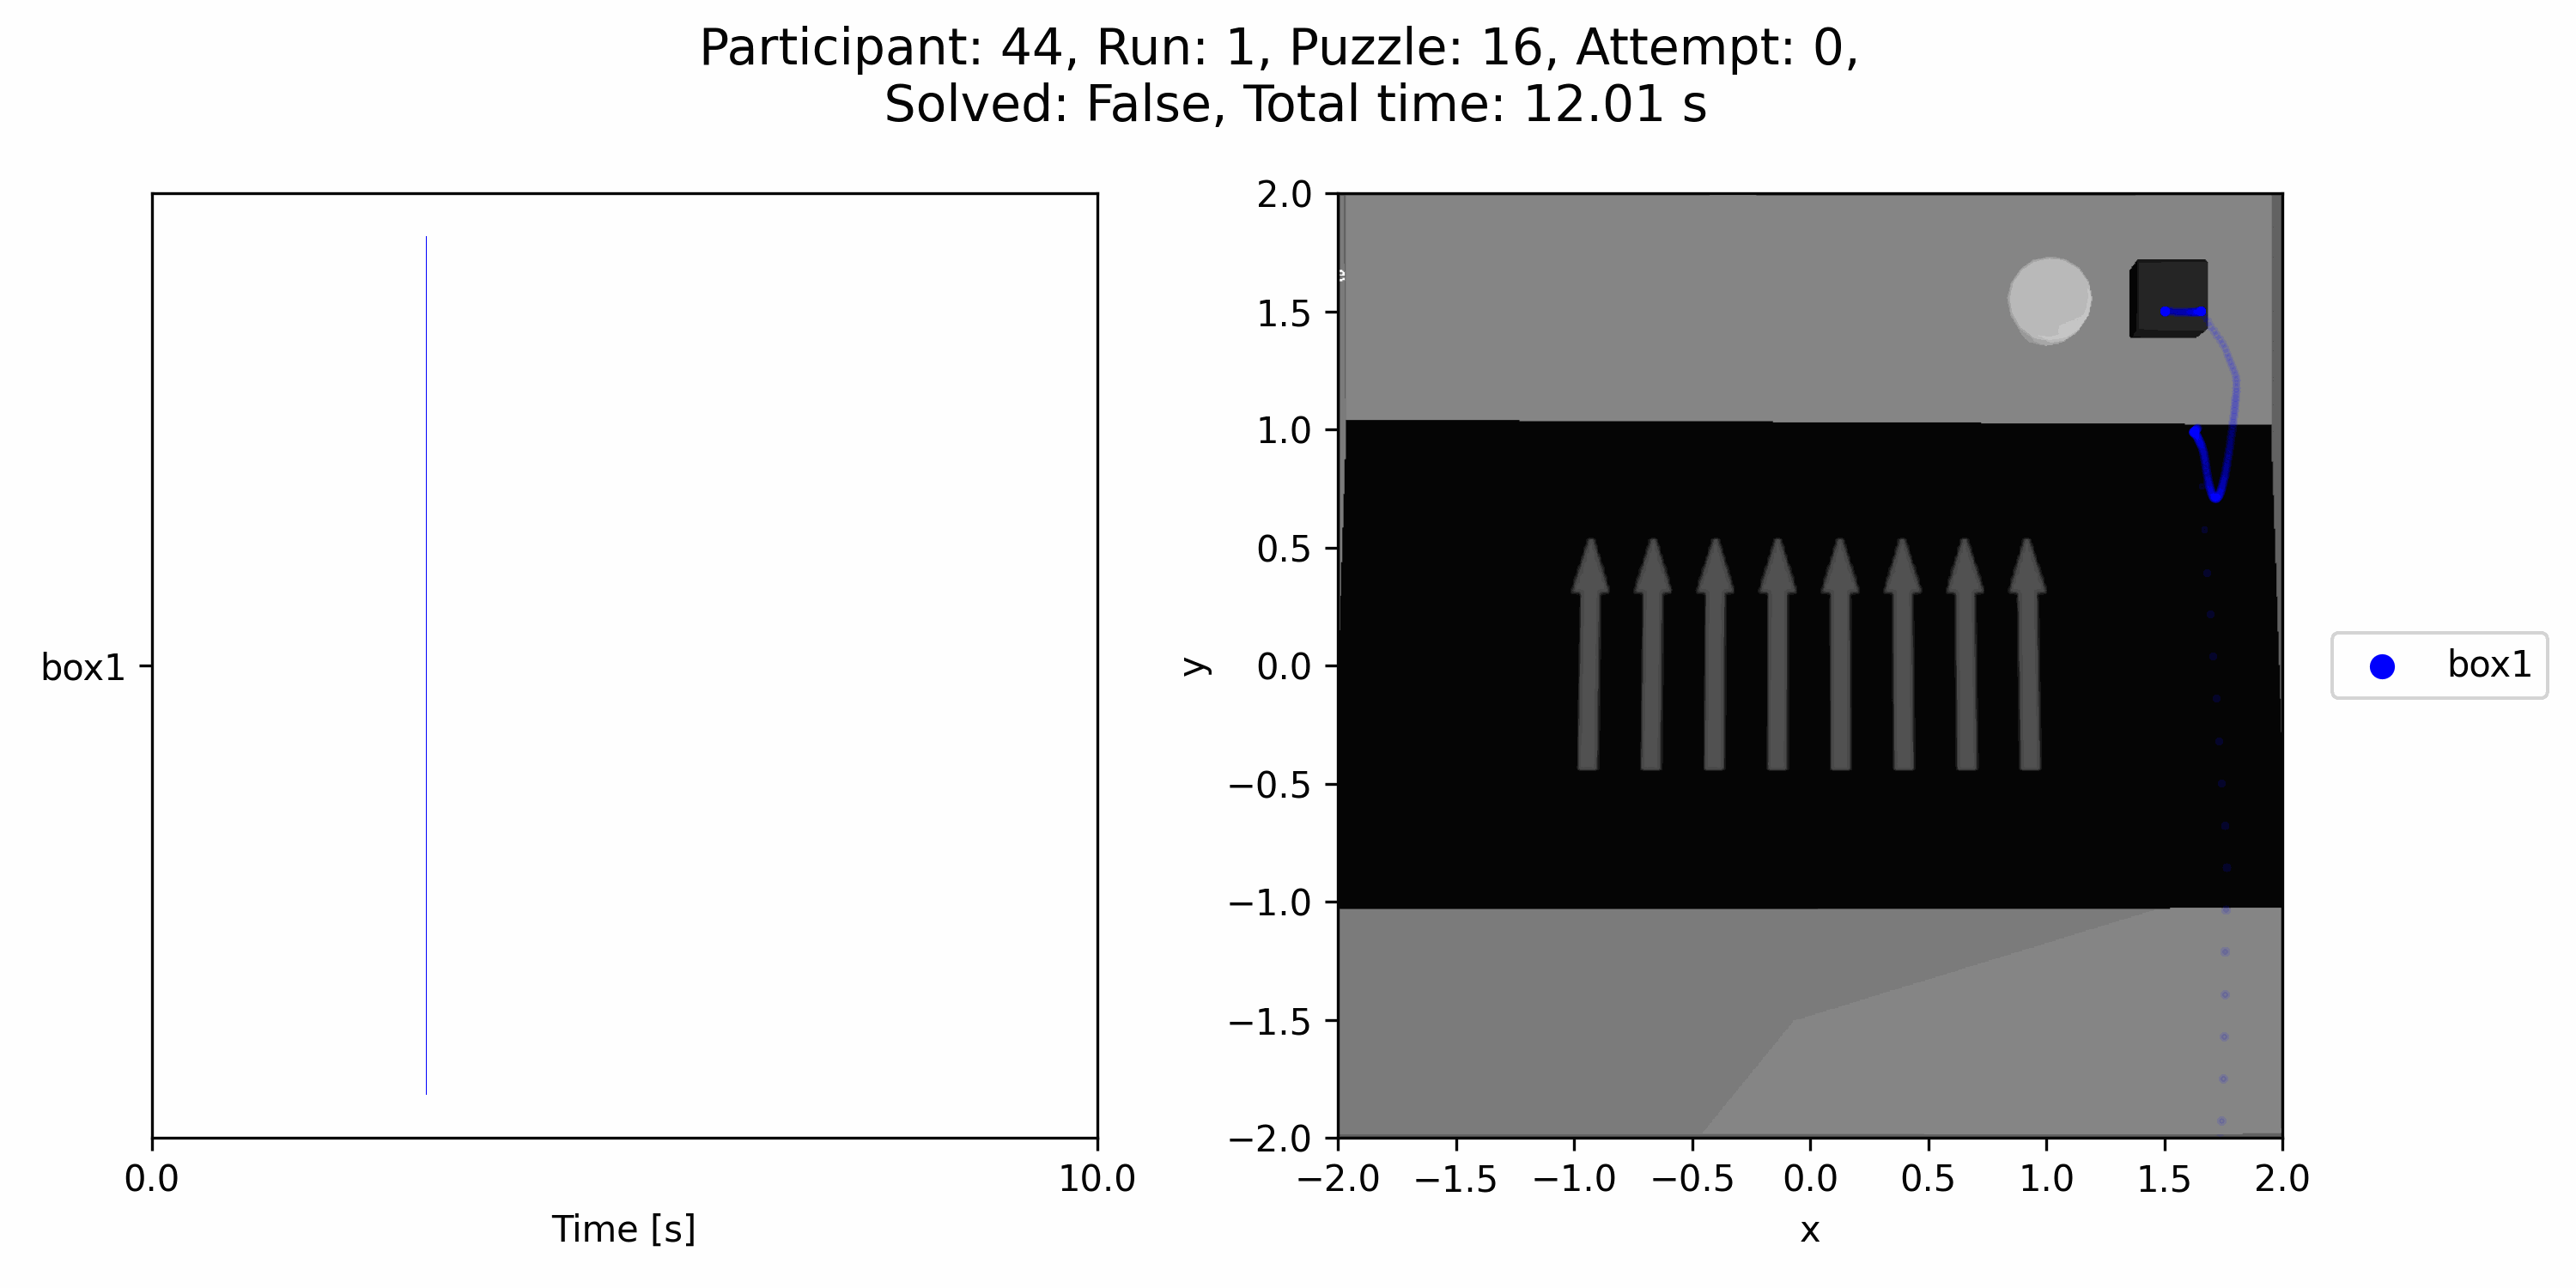 Participant: 44, Run: 1, Puzzle: 16, Attempt: 0,
Solved: False, Total time: 12.01 s
box1
0.0
10.0
Time [s]
2.0
1.5
1.0
0.5
0.0
−0.5
−1.0
−1.5
−2.0
y
−2.0 −1.5 −1.0 −0.5 0.0 0.5 1.0 1.5 2.0
x
box1